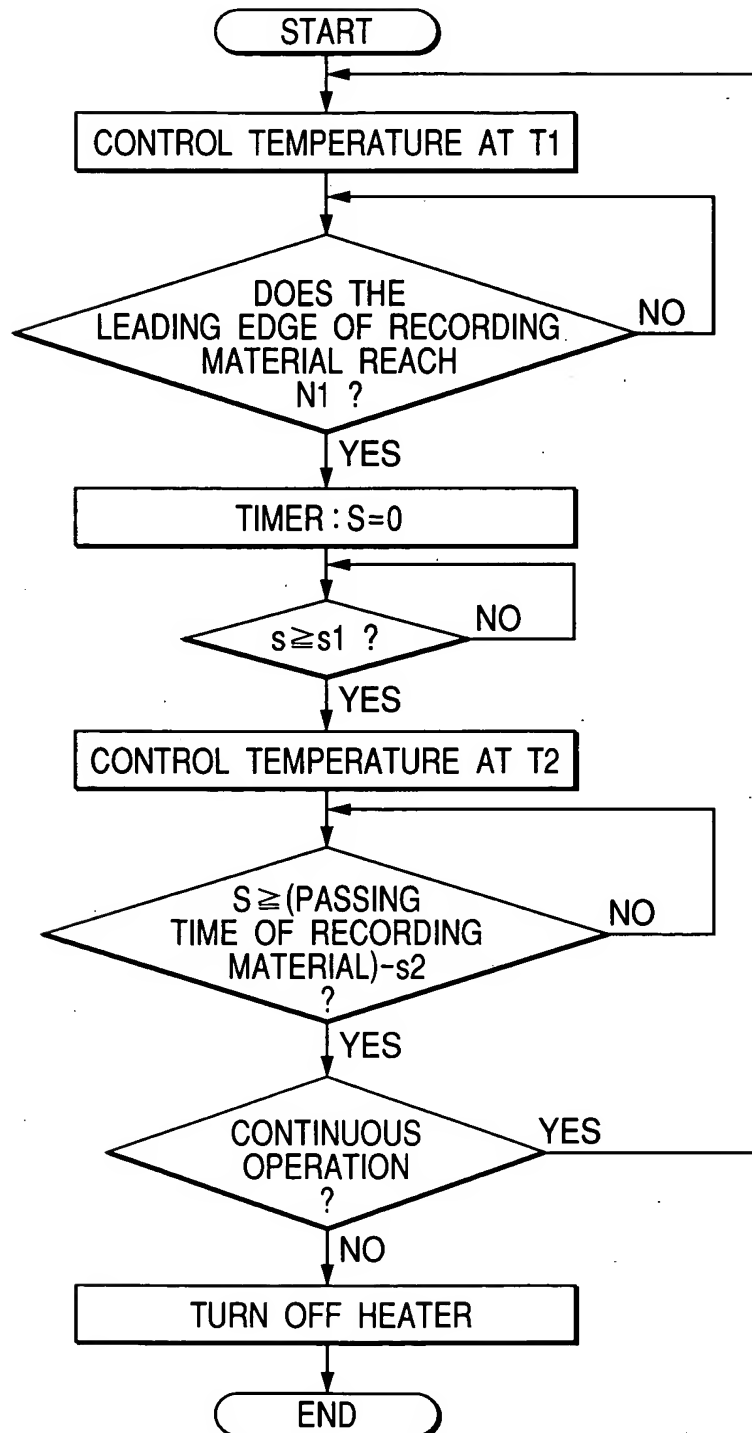 START
CONTROL TEMPERATURE AT T1
DOES THE
LEADING EDGE OF RECORDING
MATERIAL REACH
N1 ?
NO
YES
TIMER : S=0
s≧s1 ?
NO
YES
CONTROL TEMPERATURE AT T2
S≧(PASSING
TIME OF RECORDING
MATERIAL)-s2
?
NO
YES
CONTINUOUS
OPERATION
?
YES
NO
TURN OFF HEATER
END